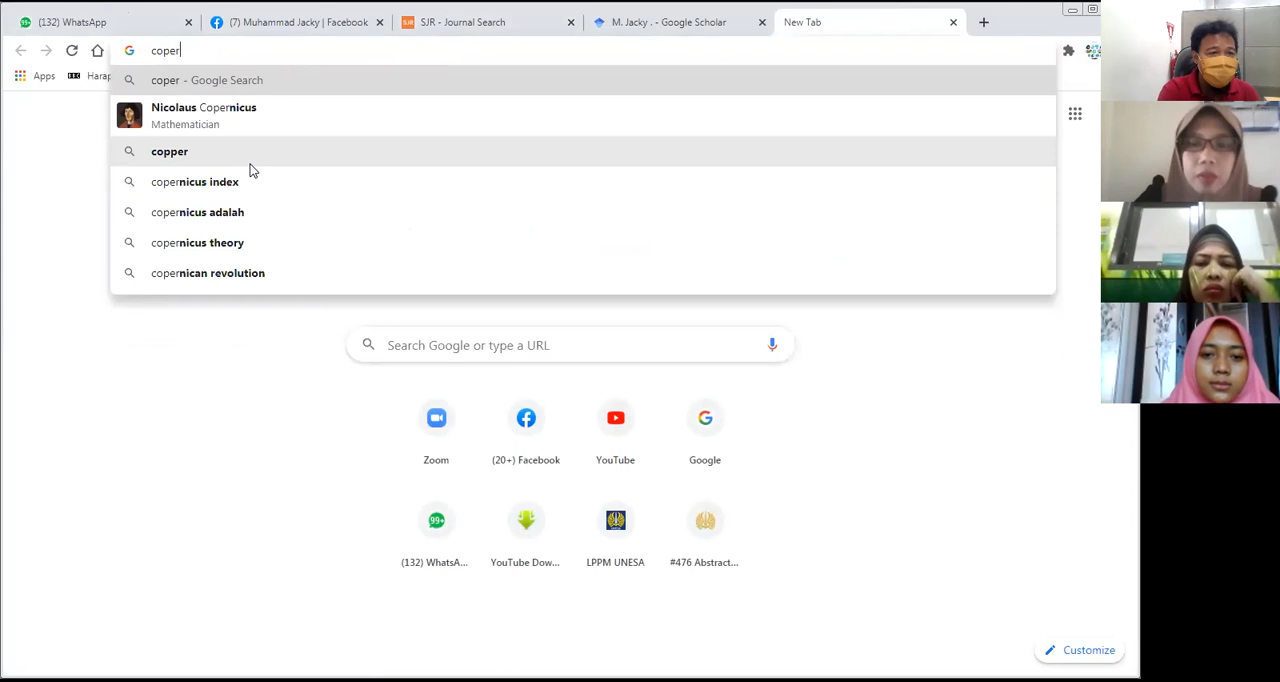 (132) WhatsApp
(7) Muhammad Jacky | Facebook
SJR - Journal Search
M. Jacky . - Google Scholar
New Tab
coper
Apps
Harap
coper - Google Search
Nicolaus Copernicus
Mathematician
copper
copernicus index
copernicus adalah
copernicus theory
copernican revolution
Search Google or type a URL
Zoom
(20+) Facebook
YouTube
Google
99+
(132) WhatsA...
YouTube Dow...
LPPM UNESA
#476 Abstract...
Customize